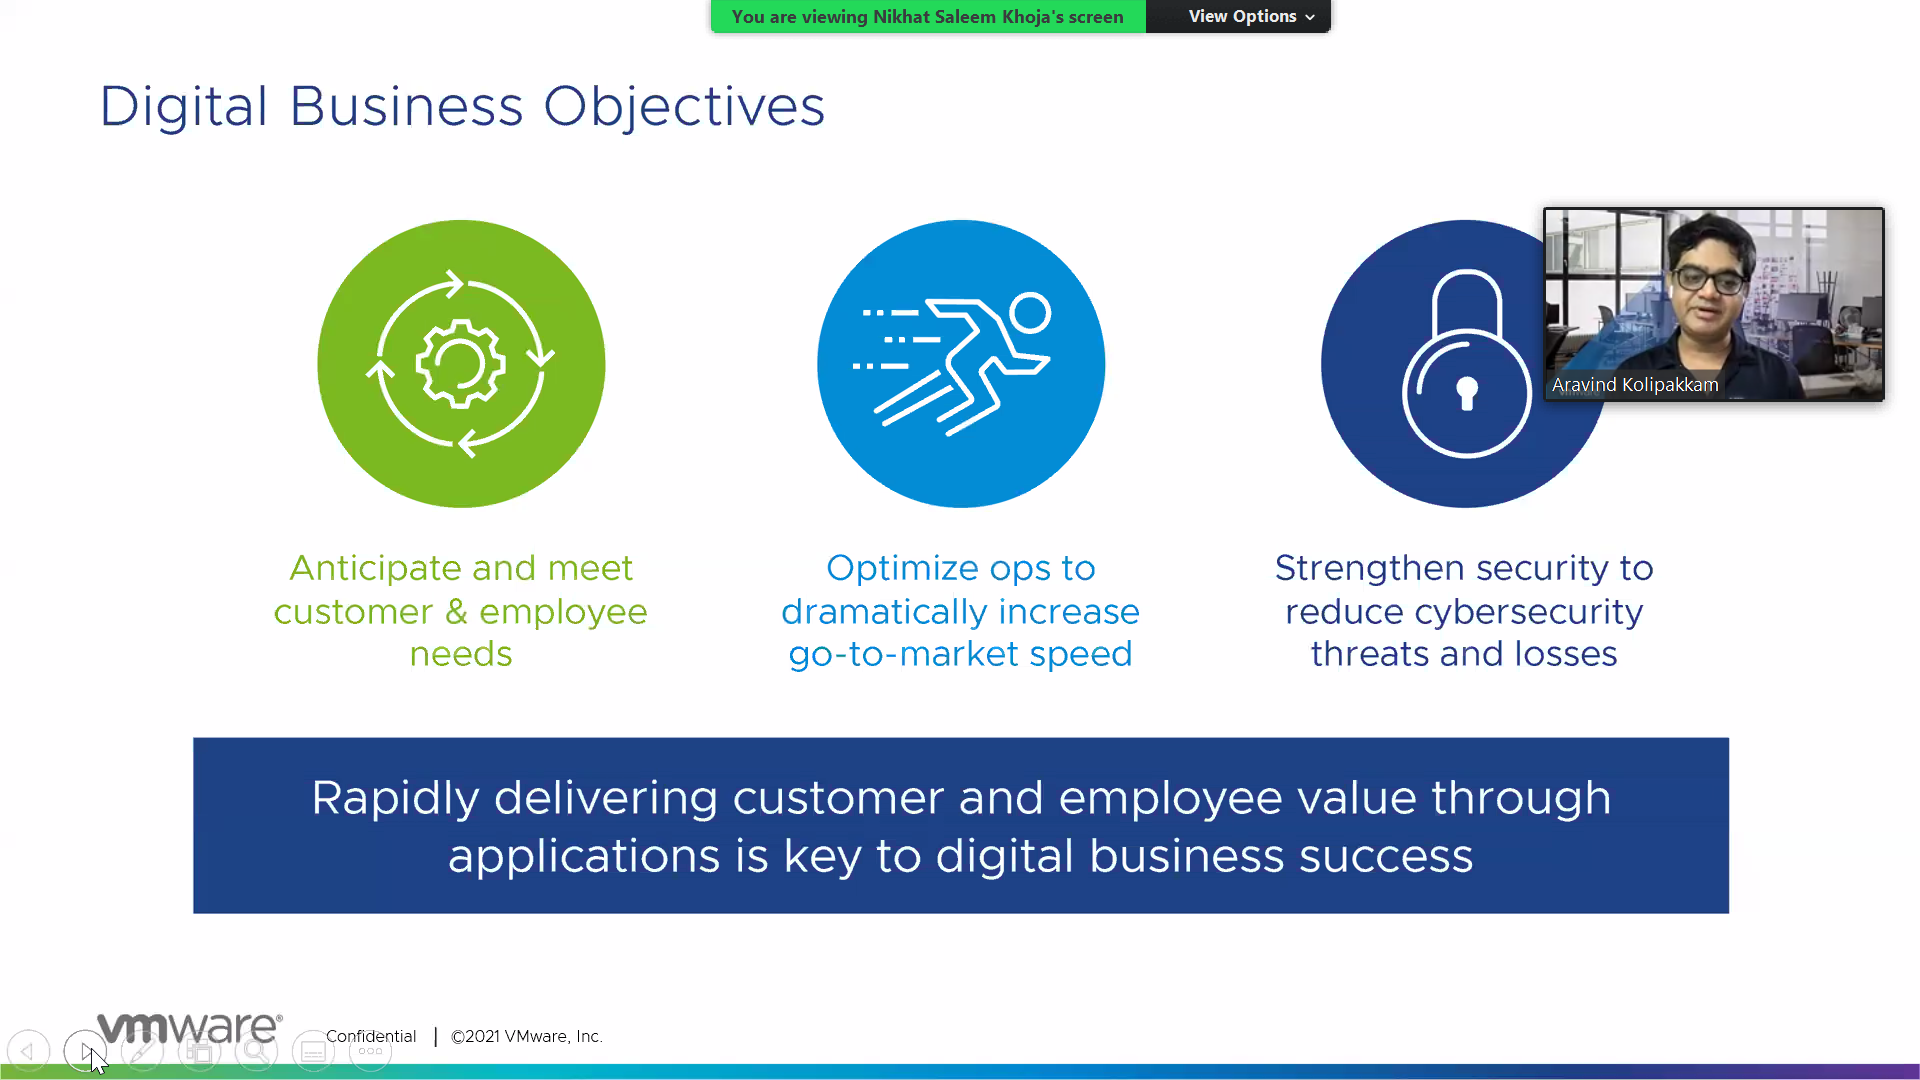 You are viewing Nikhat Saleem Khoja's screen View Options
Digital Business Objectives
Aravind Kolipakkam
Anticipate and meet
customer & employee
needs
Optimize ops to
dramatically increase
go-to-market speed
Strengthen security to
reduce cybersecurity
threats and losses
Rapidly delivering customer and employee value through
applications is key to digital business success
vmware® Confidential | ©2021 VMware, Inc.